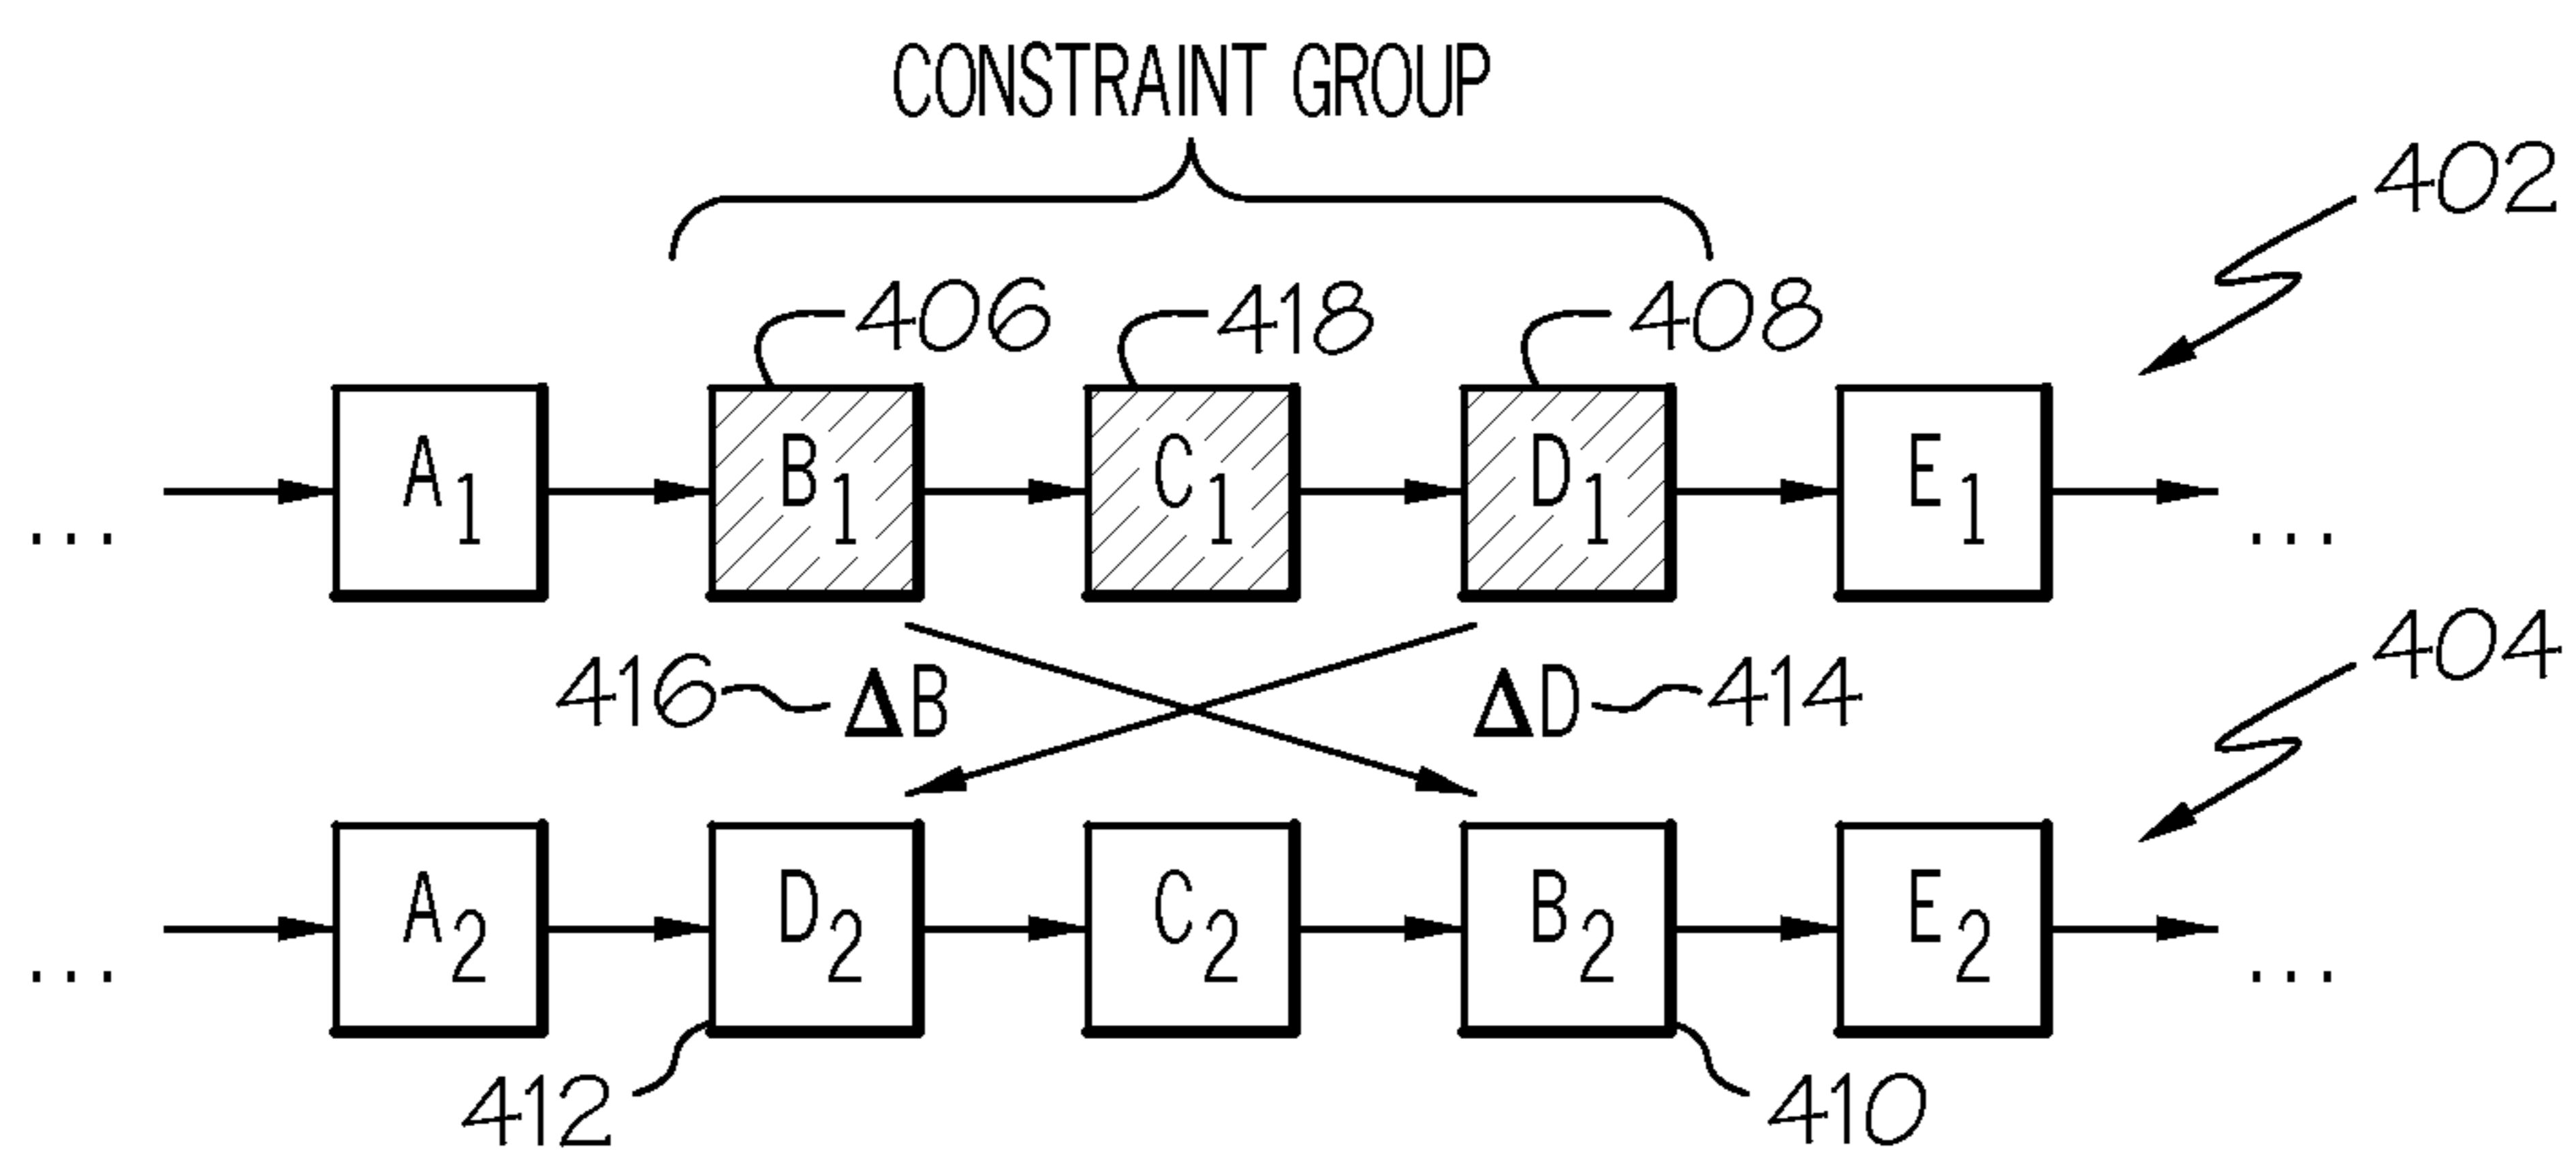 CONSTRAINT GROUP
402
406 418 408
A1 B1 C1 D1 E1
... ...
404
416 ΔB ΔD 414
A2 D2 C2 B2 E2
... ...
412 410